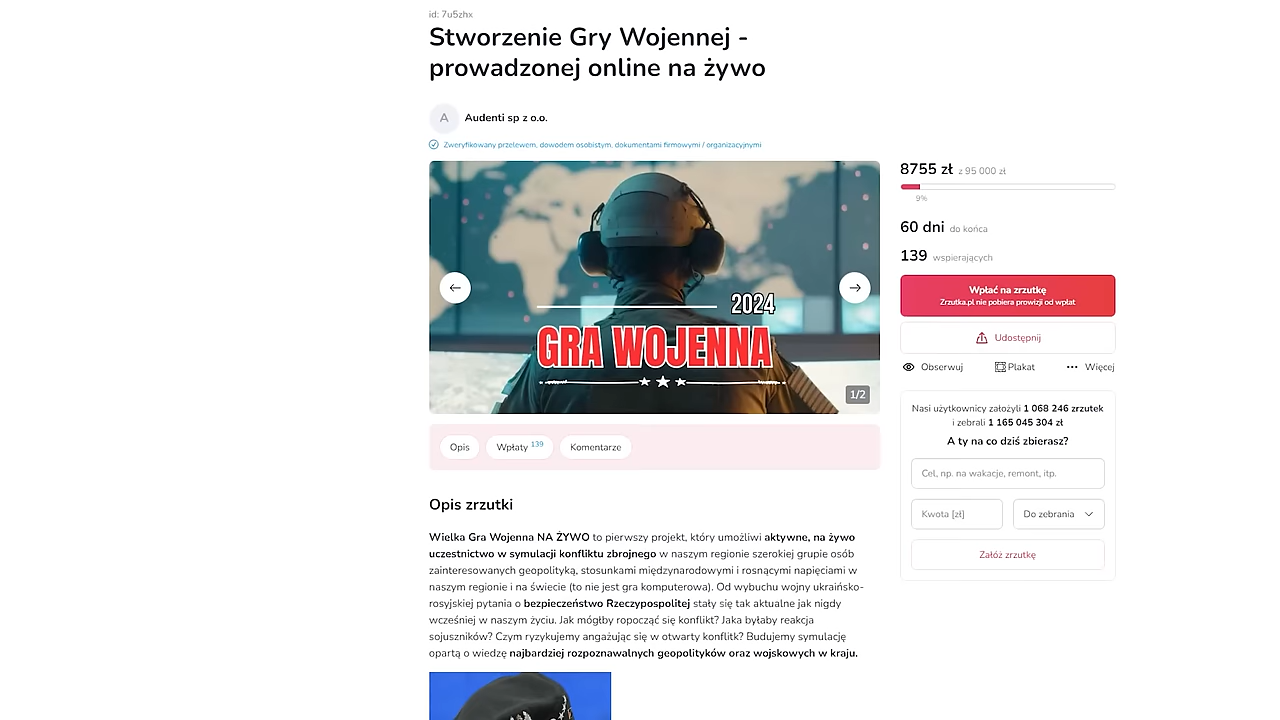 id: 7u5zhx
Stworzenie Gry Wojennej -
prowadzonej online na żywo
A
Audenti sp z o.o.
Zweryfikowany przelewem, dowodem osobistym, dokumentami firmowymi / organizacyjnymi
2024
GRA WOJENNA
1/2
Opis
Wpłaty 139
Komentarze
Opis zrzutki
Wielka Gra Wojenna NA ŻYWO to pierwszy projekt, który umożliwi aktywne, na żywo
uczestnictwo w symulacji konfliktu zbrojnego w naszym regionie szerokiej grupie osób
zainteresowanych geopolityką, stosunkami międzynarodowymi i rosnącymi napięciami w
naszym regionie i na świecie (to nie jest gra komputerowa). Od wybuchu wojny ukraińsko-
rosyjskiej pytania o bezpieczeństwo Rzeczypospolitej stały się tak aktualne jak nigdy
wcześniej w naszym życiu. Jak mógłby ropocząć się konflikt? Jaka byłaby reakcja
sojuszników? Czym ryzykujemy angażując się w otwarty konflitk? Budujemy symulację
opartą o wiedzę najbardziej rozpoznawalnych geopolityków oraz wojskowych w kraju.
8755 zł z 95 000 zł
9%
60 dni do końca
139 wspierających
Wpłać na zrzutkę
Zrzutka.pl nie pobiera prowizji od wpłat
Udostępnij
Obserwuj
Plakat
Więcej
Nasi użytkownicy założyli 1 068 246 zrzutek
i zebrali 1 165 045 304 zł
A ty na co dziś zbierasz?
Cel, np. na wakacje, remont, itp.
Kwota [zł]
Do zebrania
Załóż zrzutkę